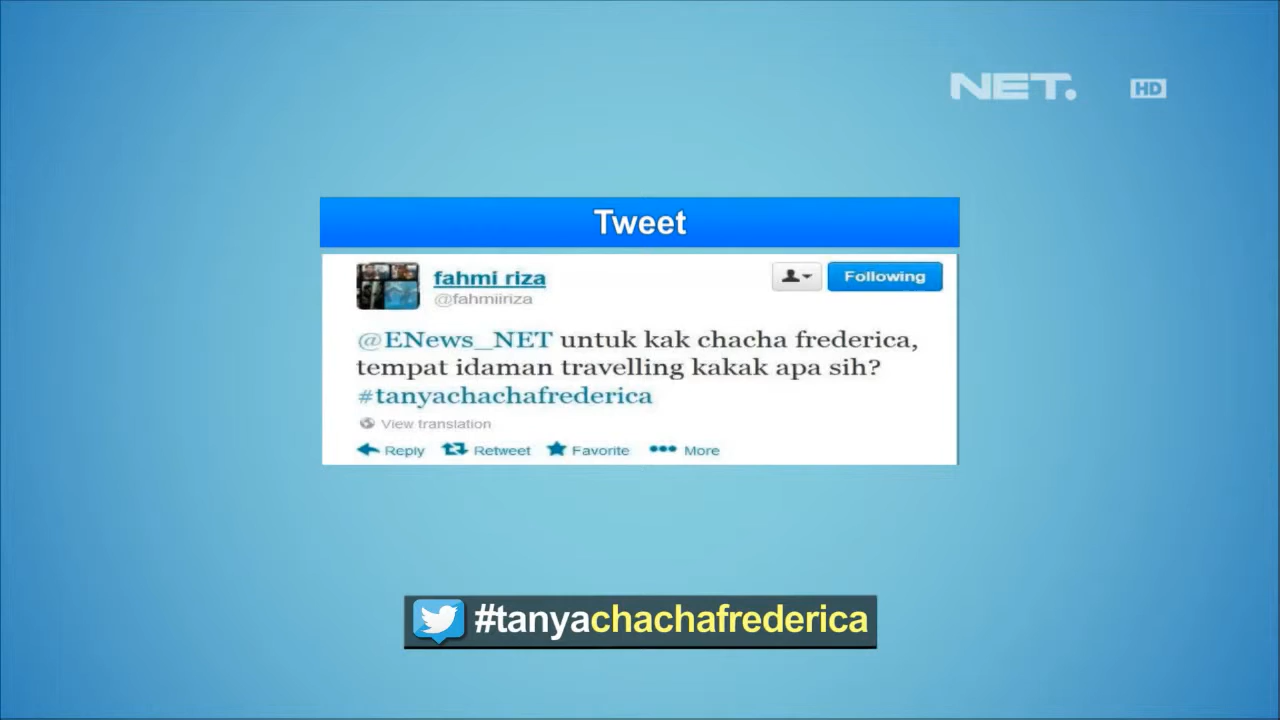 NET. HD
Tweet
fahmi riza
Following
@fahmiiriza
@ENews_NET untuk kak chacha frederica,
tempat idaman travelling kakak apa sih?
#tanyachachafrederica
View translation
Reply Retweet Favorite More
#tanyachachafrederica